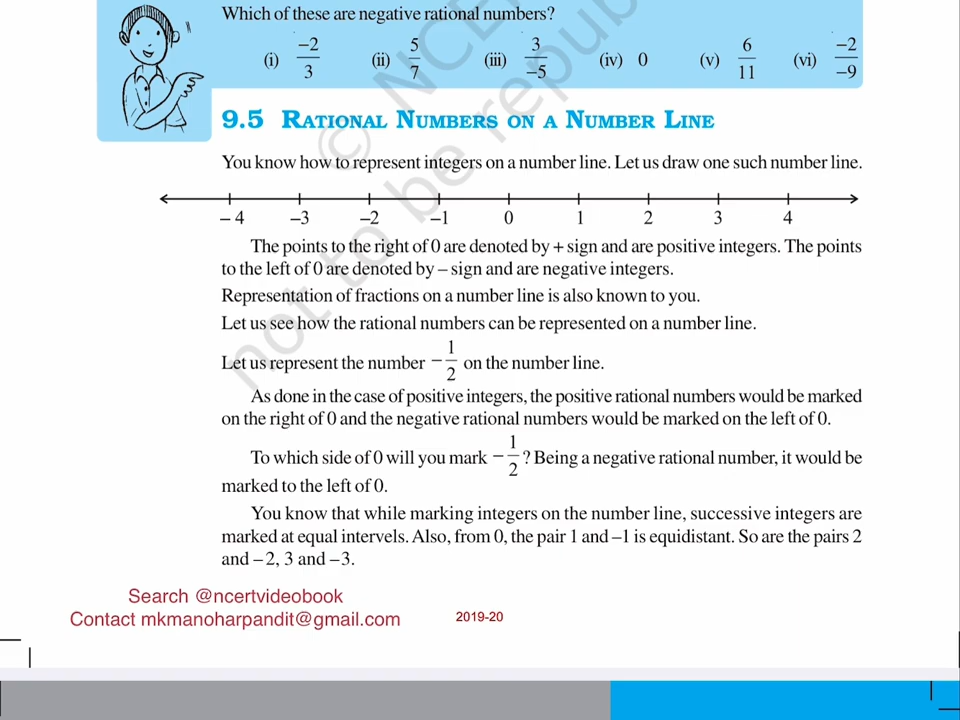 Which of these are negative rational numbers?
(i) −2/3 (ii) 5/7 (iii) 3/−5 (iv) 0 (v) 6/11 (vi) −2/−9
9.5 RATIONAL NUMBERS ON A NUMBER LINE
You know how to represent integers on a number line. Let us draw one such number line.
– 4 –3 –2 –1 0 1 2 3 4
The points to the right of 0 are denoted by + sign and are positive integers. The points
to the left of 0 are denoted by – sign and are negative integers.
Representation of fractions on a number line is also known to you.
Let us see how the rational numbers can be represented on a number line.
Let us represent the number −1/2 on the number line.
As done in the case of positive integers, the positive rational numbers would be marked
on the right of 0 and the negative rational numbers would be marked on the left of 0.
To which side of 0 will you mark −1/2? Being a negative rational number, it would be
marked to the left of 0.
You know that while marking integers on the number line, successive integers are
marked at equal intervals. Also, from 0, the pair 1 and –1 is equidistant. So are the pairs 2
and – 2, 3 and –3.
Search @ncertvideobook
Contact mkmanoharpandit@gmail.com
2019-20
© NCE
not to be repub